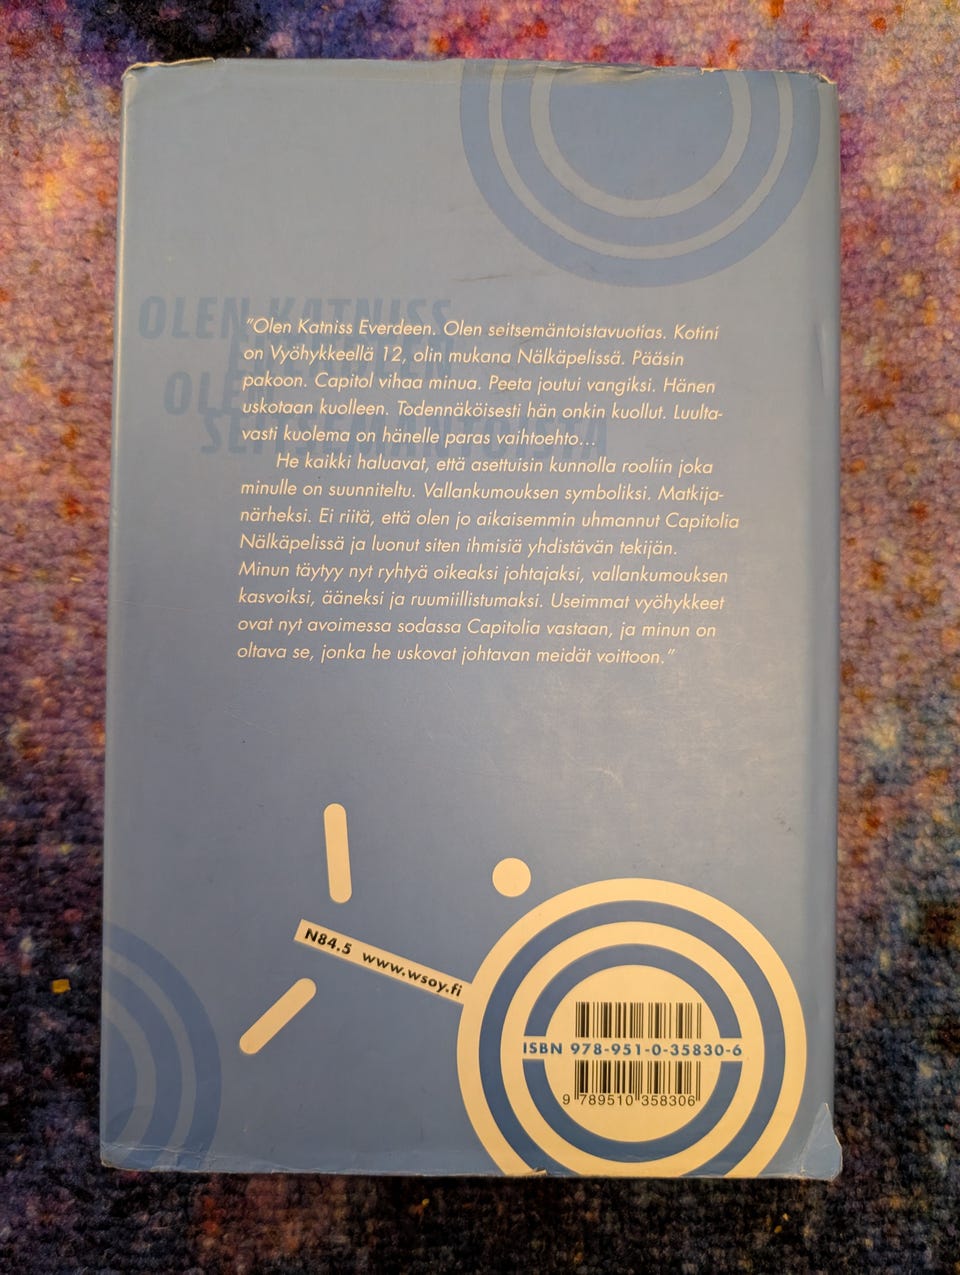 OLEN KATNISS
EVERDEEN
OLEN
SEITSEMÄNTOISTA
"Olen Katniss Everdeen. Olen seitsemäntoistavuotias. Kotini
on Vyöhykkeellä 12, olin mukana Nälkäpelissä. Pääsin
pakoon. Capitol vihaa minua. Peeta joutui vangiksi. Hänen
uskotaan kuolleen. Todennäköisesti hän onkin kuollut. Luulta-
vasti kuolema on hänelle paras vaihtoehto...
He kaikki haluavat, että asettuisin kunnolla rooliin joka
minulle on suunniteltu. Vallankumouksen symboliksi. Matkija-
närheksi. Ei riitä, että olen jo aikaisemmin uhmannut Capitolia
Nälkäpelissä ja luonut siten ihmisiä yhdistävän tekijän.
Minun täytyy nyt ryhtyä oikeaksi johtajaksi, vallankumouksen
kasvoiksi, ääneksi ja ruumiillistumaksi. Useimmat vyöhykkeet
ovat nyt avoimessa sodassa Capitolia vastaan, ja minun on
oltava se, jonka he uskovat johtavan meidät voittoon."
N84.5 www.wsoy.fi
ISBN 978-951-0-35830-6
9 789510 358306